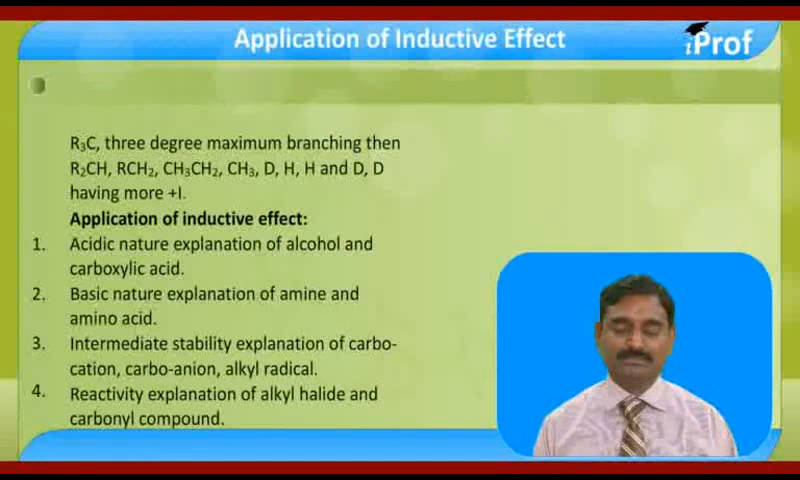 Application of Inductive Effect
iProf
R₃C, three degree maximum branching then
R₂CH, RCH₂, CH₃CH₂, CH₃, D, H, H and D, D
having more +I.
Application of inductive effect:
1. Acidic nature explanation of alcohol and
carboxylic acid.
2. Basic nature explanation of amine and
amino acid.
3. Intermediate stability explanation of carbo-
cation, carbo-anion, alkyl radical.
4. Reactivity explanation of alkyl halide and
carbonyl compound.